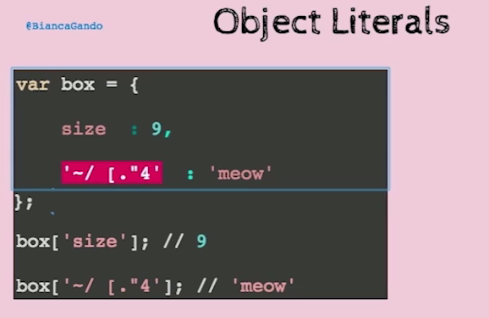 @BiancaGando
Object Literals
var box = {
size : 9,
'~/ [."4' : 'meow'
};
box['size']; // 9
box['~/ [."4']; // 'meow'